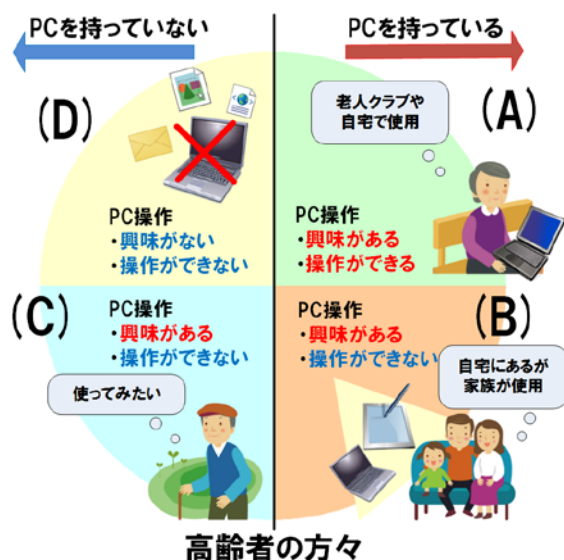 PCを持っていない
PCを持っている
(D)
老人クラブや
自宅で使用
(A)
PC操作
・興味がない
・操作ができない
PC操作
・興味がある
・操作ができる
(C)
PC操作
・興味がある
・操作ができない
使ってみたい
PC操作
・興味がある
・操作ができない
(B)
自宅にあるが
家族が使用
高齢者の方々